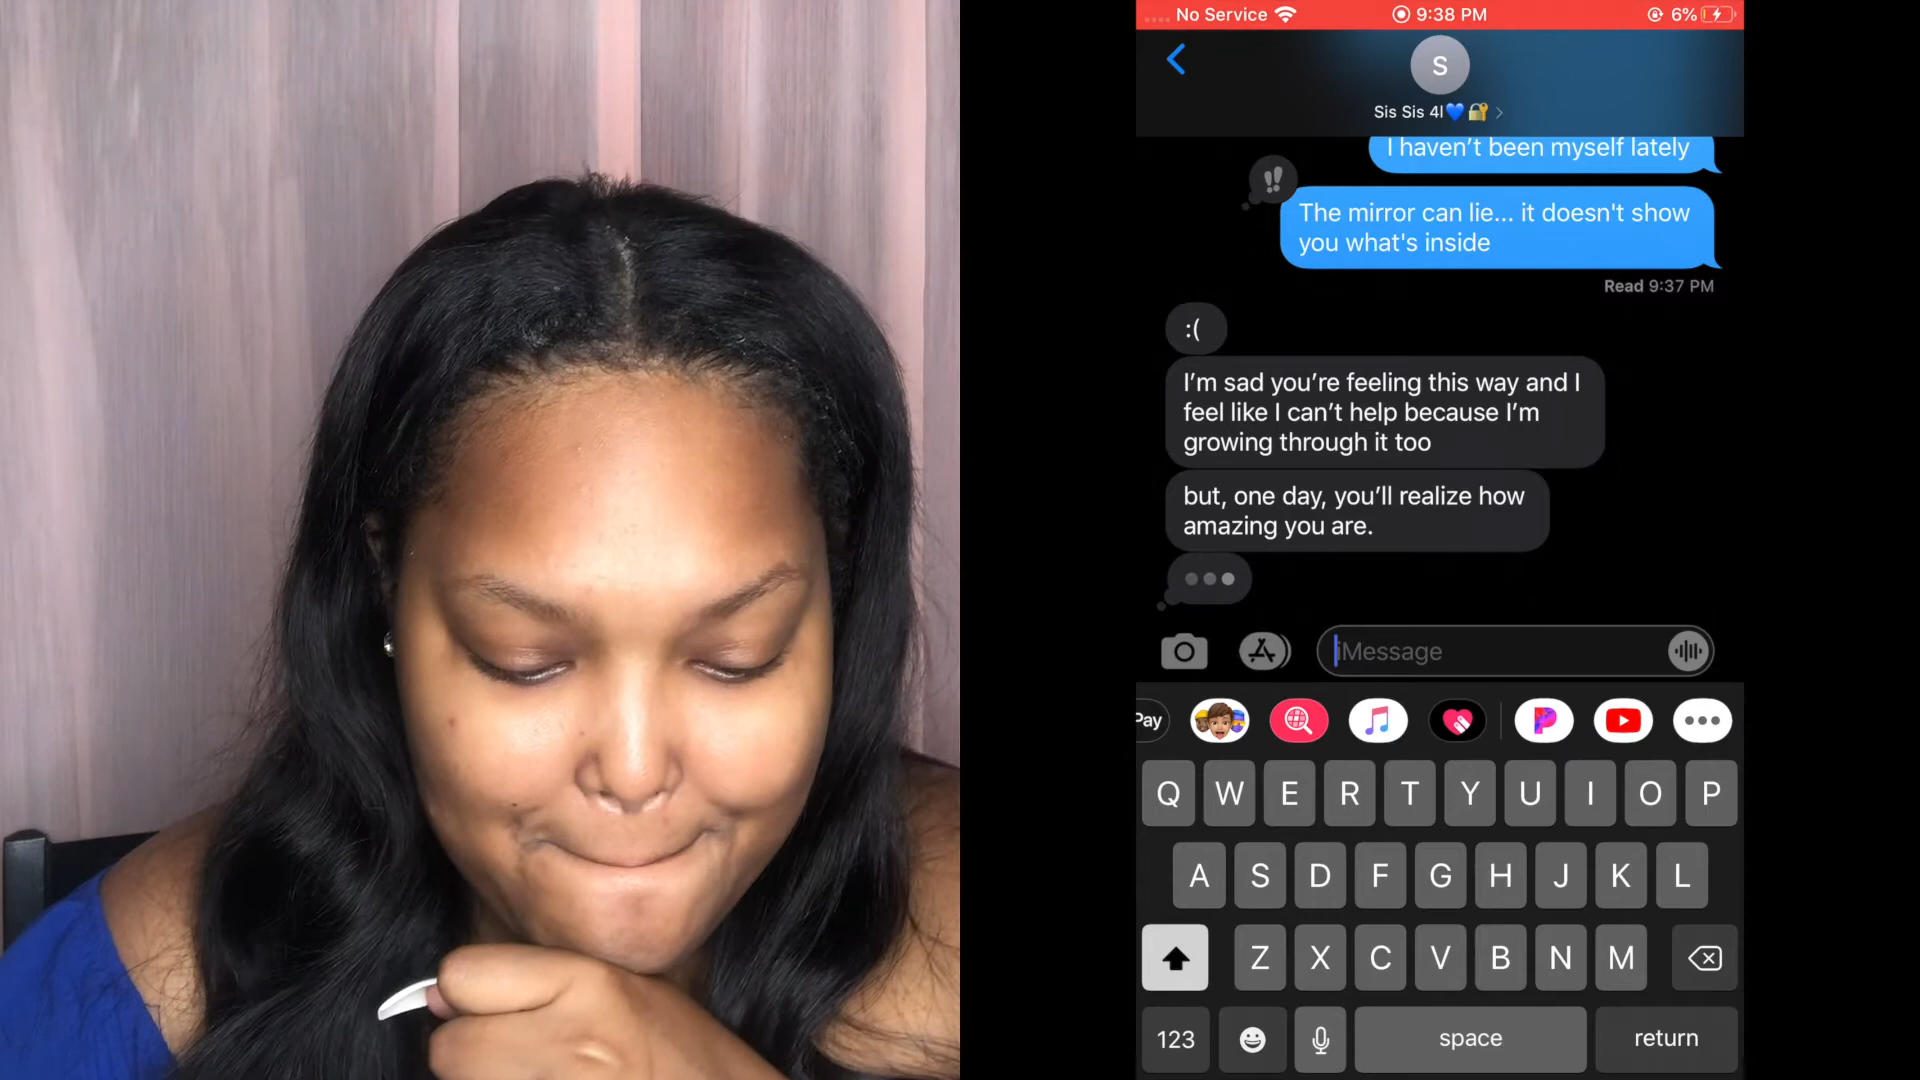 No Service 9:38 PM 6%
S
Sis Sis 4l💙🔐 >
I haven’t been myself lately
The mirror can lie... it doesn't show
you what's inside
Read 9:37 PM
:(
I’m sad you’re feeling this way and I
feel like I can’t help because I’m
growing through it too
but, one day, you’ll realize how
amazing you are.
iMessage
Pay
Q W E R T Y U I O P
A S D F G H J K L
Z X C V B N M
123 space return